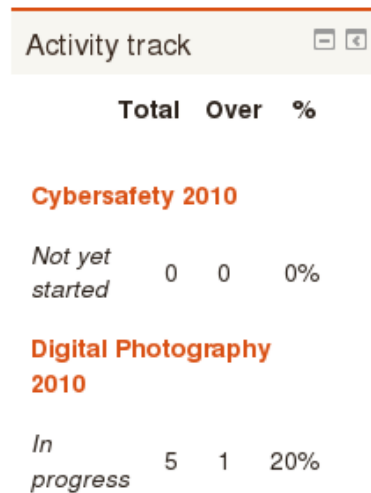 Activity track
Total Over %
Cybersafety 2010
Not yet
started 0 0 0%
Digital Photography
2010
In
progress 5 1 20%